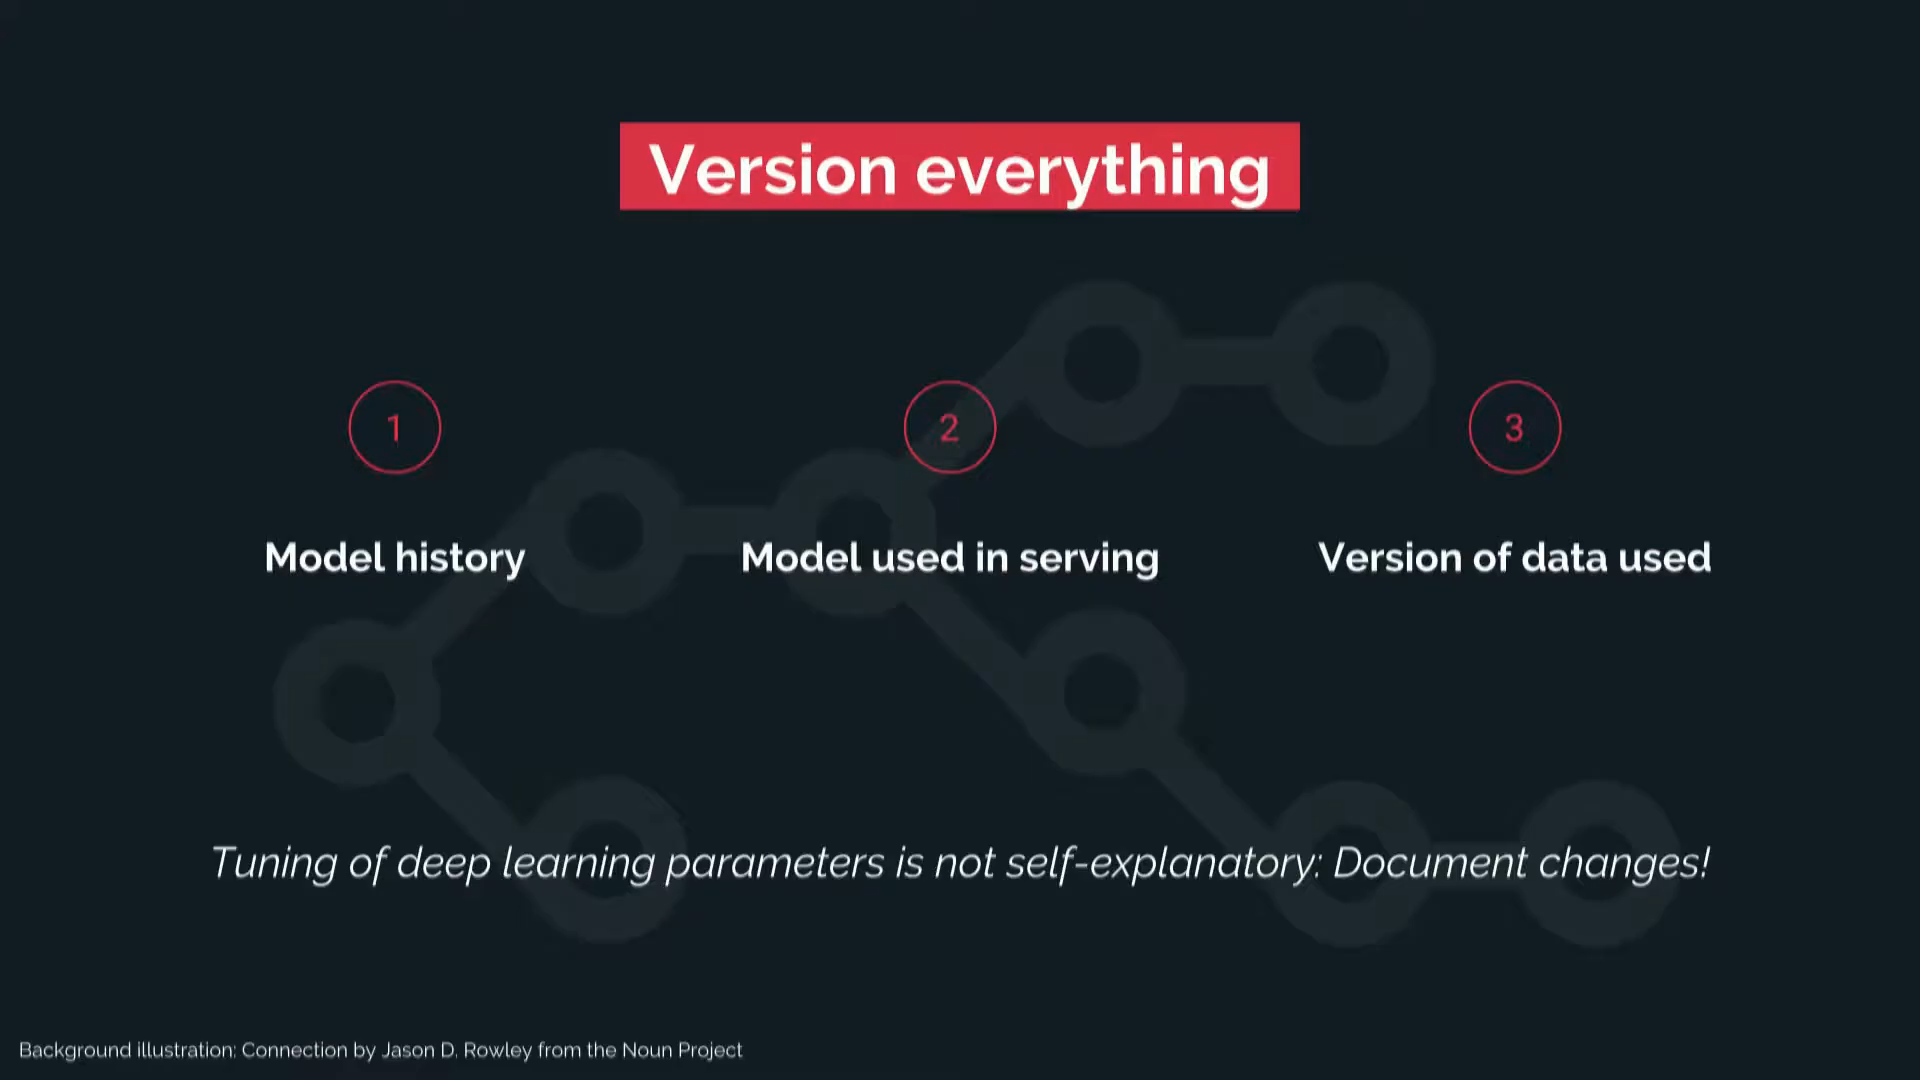 Version everything
1
2
3
Model history
Model used in serving
Version of data used
Tuning of deep learning parameters is not self-explanatory: Document changes!
Background illustration: Connection by Jason D. Rowley from the Noun Project